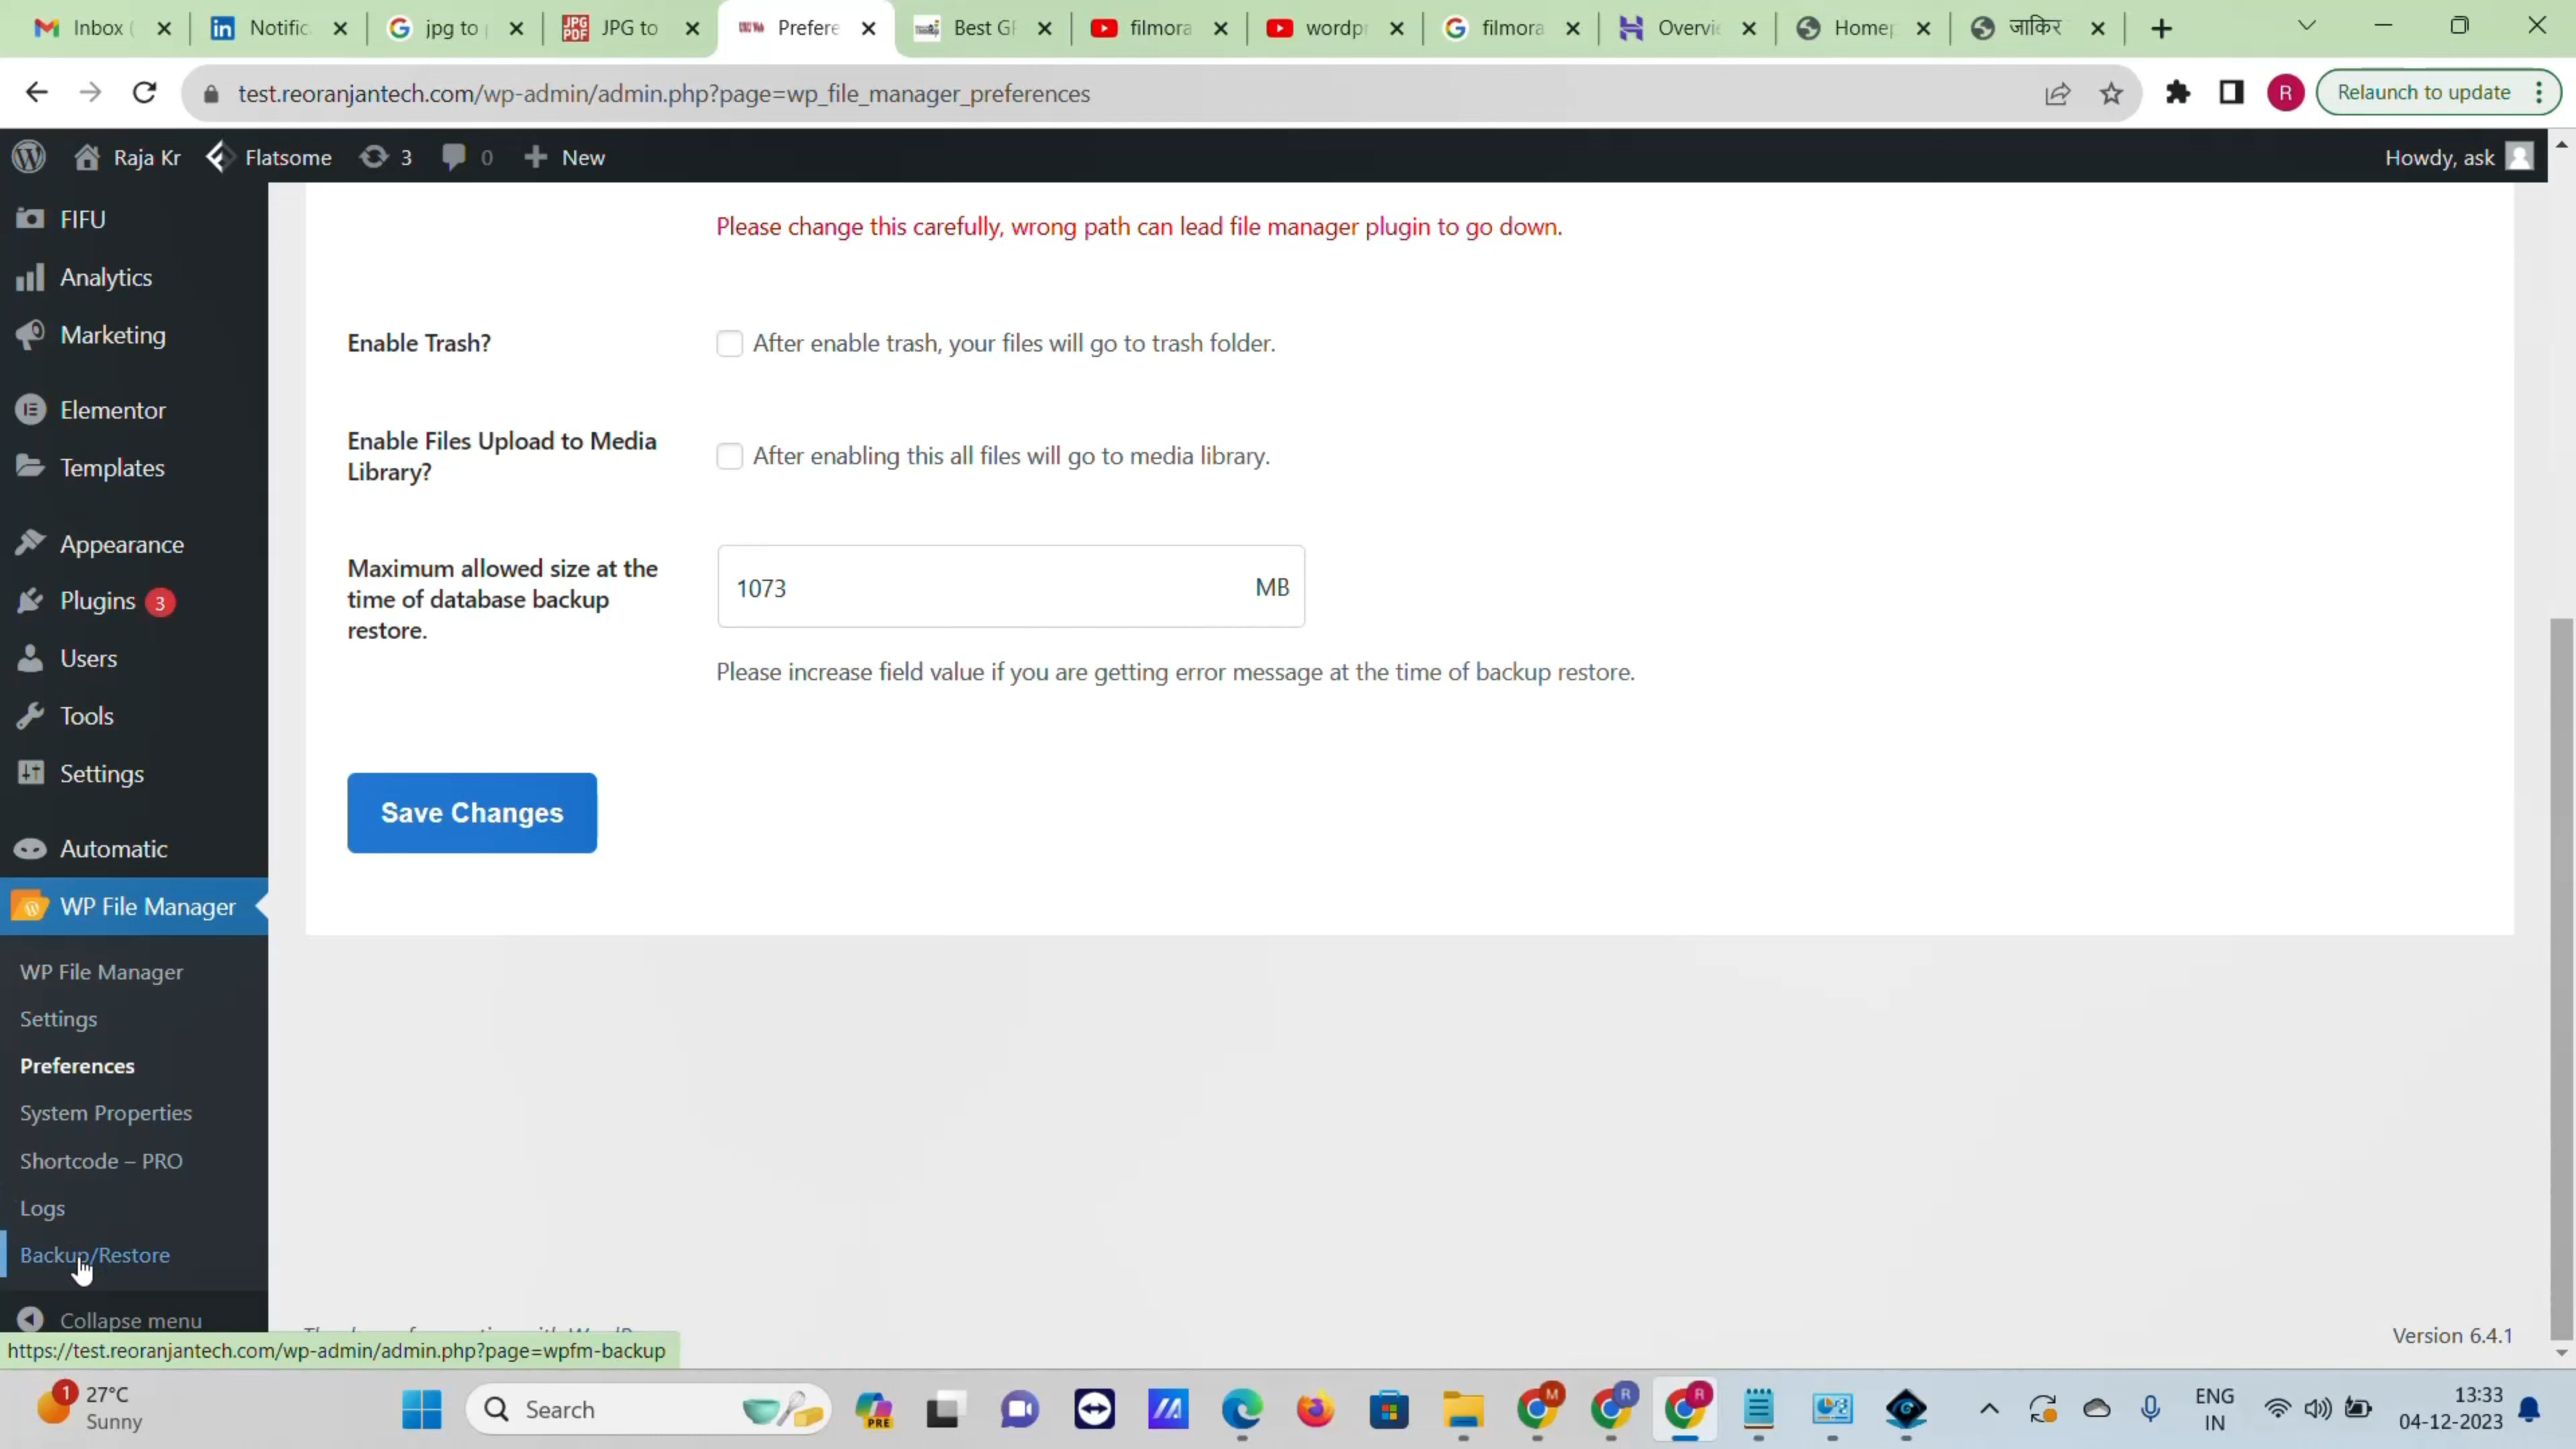 Inbox (
Notific
jpg to
JPG to
Prefere
Best GF
filmora
wordpr
filmora
Overvie
Homep
जाकिर
test.reoranjantech.com/wp-admin/admin.php?page=wp_file_manager_preferences
R
Relaunch to update
Raja Kr
Flatsome
3
0
New
Howdy, ask
FIFU
Analytics
Marketing
Elementor
Templates
Appearance
Plugins 3
Users
Tools
Settings
Automatic
WP File Manager
WP File Manager
Settings
Preferences
System Properties
Shortcode – PRO
Logs
Backup/Restore
Collapse menu
Please change this carefully, wrong path can lead file manager plugin to go down.
Enable Trash?
After enable trash, your files will go to trash folder.
Enable Files Upload to Media
Library?
After enabling this all files will go to media library.
Maximum allowed size at the
time of database backup
restore.
1073 MB
Please increase field value if you are getting error message at the time of backup restore.
Save Changes
Version 6.4.1
https://test.reoranjantech.com/wp-admin/admin.php?page=wpfm-backup
1
27°C
Sunny
Search
PRE
M
R
R
ENG
IN
13:33
04-12-2023